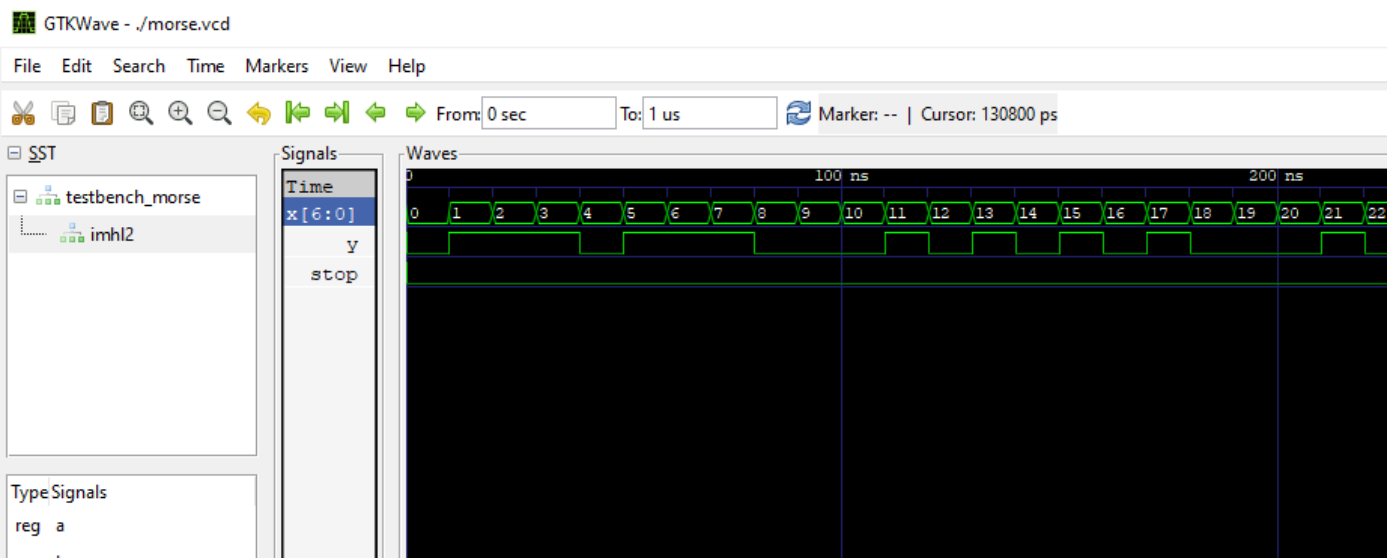 GTKWave - ./morse.vcd
File Edit Search Time Markers View Help
From: 0 sec To: 1 us Marker: -- | Cursor: 130800 ps
SST
Signals
Waves
testbench_morse
imhl2
Time
0 100 ns 200 ns
x[6:0]
0 1 2 3 4 5 6 7 8 9 10 11 12 13 14 15 16 17 18 19 20 21 22
y
stop
Type Signals
reg a